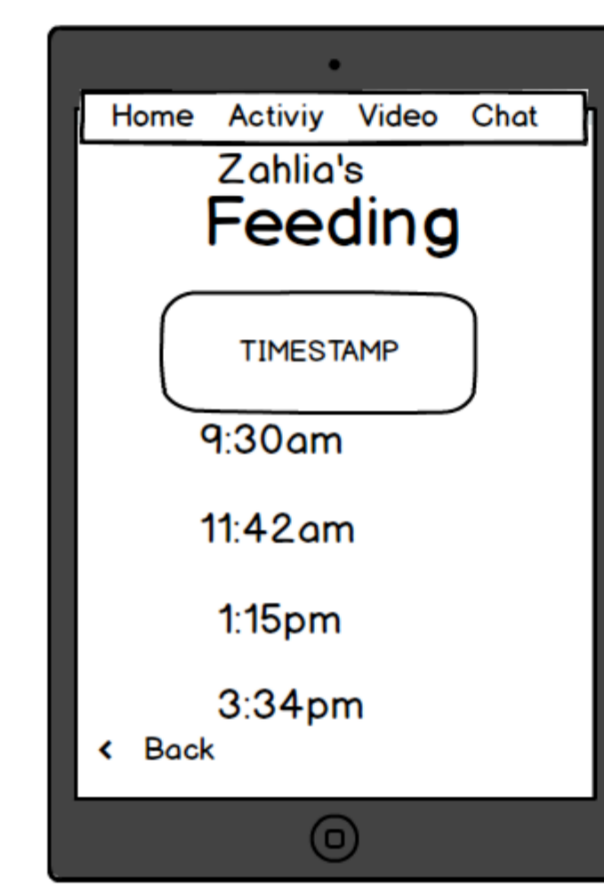 Home Activiy Video Chat
Zahlia's
Feeding
TIMESTAMP
9:30am
11:42am
1:15pm
3:34pm
< Back